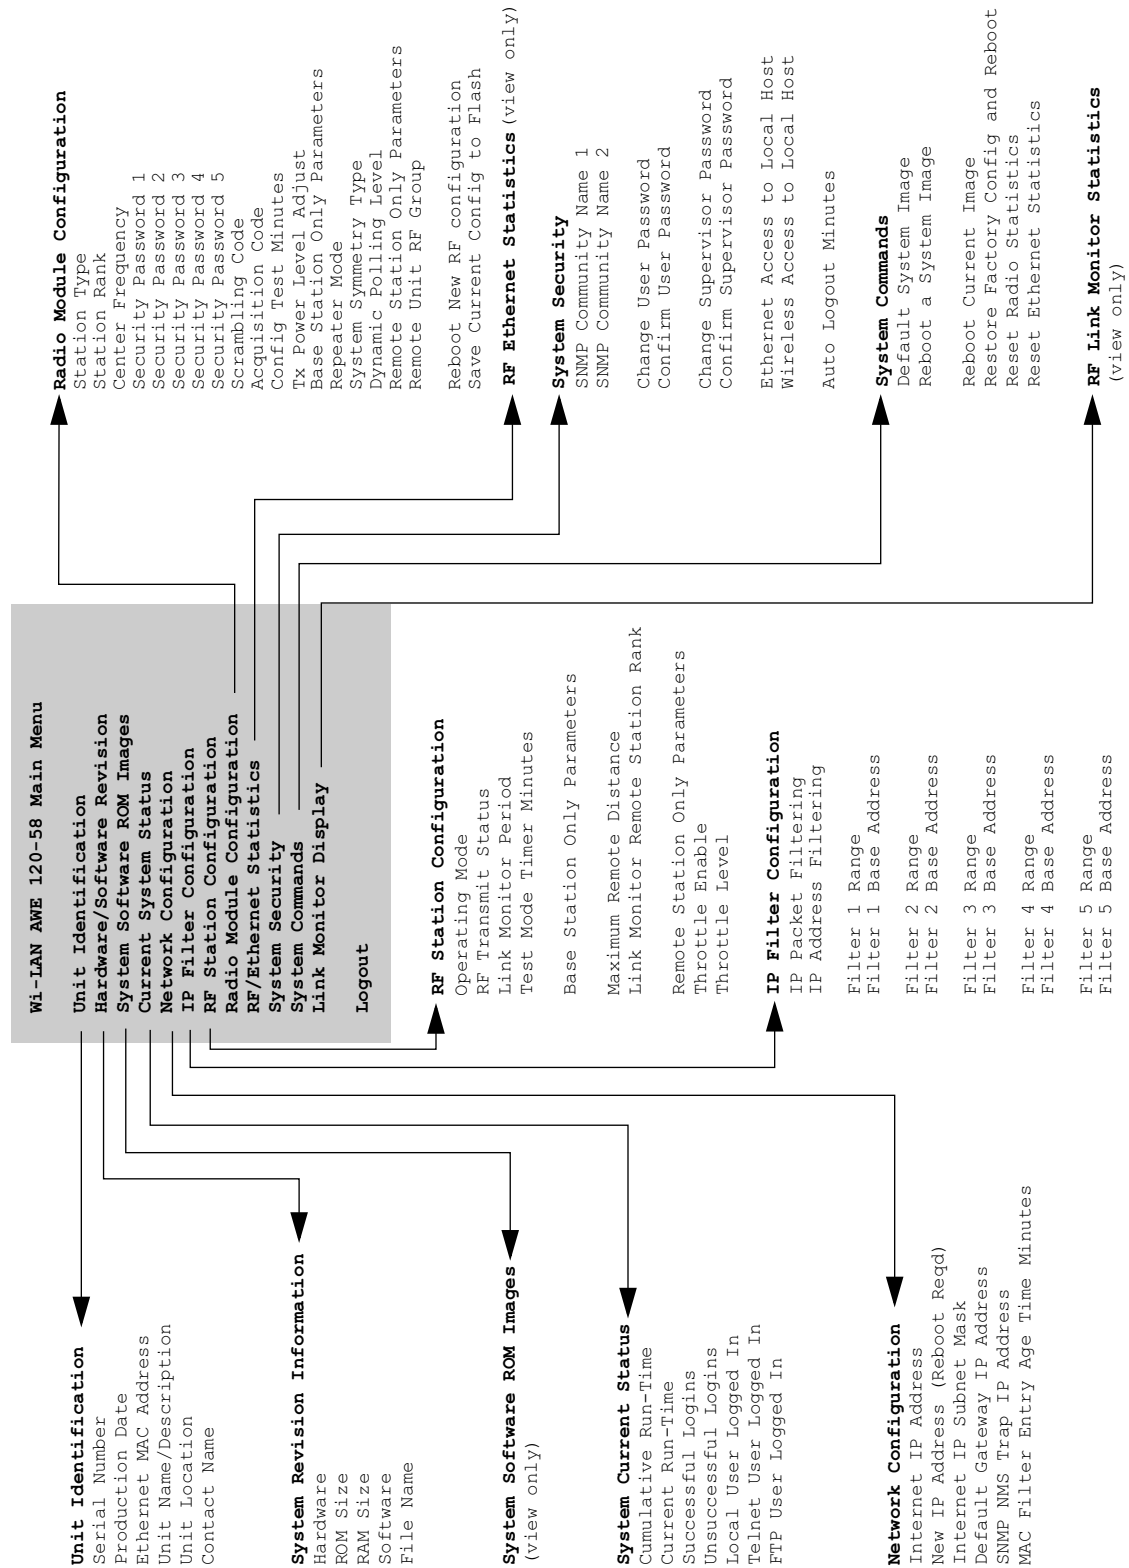 Wi-LAN AWE 120-58 Main Menu
Unit Identification
Hardware/Software Revision
System Software ROM Images
Current System Status
Network Configuration
IP Filter Configuration
RF Station Configuration
Radio Module Configuration
RF/Ethernet Statistics
System Security
System Commands
Link Monitor Display
Logout
Unit Identification
Serial Number
Production Date
Ethernet MAC Address
Unit Name/Description
Unit Location
Contact Name
System Revision Information
Hardware
ROM Size
RAM Size
Software
File Name
System Software ROM Images
(view only)
System Current Status
Cumulative Run-Time
Current Run-Time
Successful Logins
Unsuccessful Logins
Local User Logged In
Telnet User Logged In
FTP User Logged In
Network Configuration
Internet IP Address
New IP Address (Reboot Reqd)
Internet IP Subnet Mask
Default Gateway IP Address
SNMP NMS Trap IP Address
MAC Filter Entry Age Time Minutes
RF Station Configuration
Operating Mode
RF Transmit Status
Link Monitor Period
Test Mode Timer Minutes
Base Station Only Parameters
Maximum Remote Distance
Link Monitor Remote Station Rank
Remote Station Only Parameters
Throttle Enable
Throttle Level
IP Filter Configuration
IP Packet Filtering
IP Address Filtering
Filter 1 Range
Filter 1 Base Address
Filter 2 Range
Filter 2 Base Address
Filter 3 Range
Filter 3 Base Address
Filter 4 Range
Filter 4 Base Address
Filter 5 Range
Filter 5 Base Address
Radio Module Configuration
Station Type
Station Rank
Center Frequency
Security Password 1
Security Password 2
Security Password 3
Security Password 4
Security Password 5
Scrambling Code
Acquisition Code
Config Test Minutes
Tx Power Level Adjust
Base Station Only Parameters
Repeater Mode
System Symmetry Type
Dynamic Polling Level
Remote Station Only Parameters
Remote Unit RF Group
Reboot New RF configuration
Save Current Config to Flash
RF Ethernet Statistics (view only)
System Security
SNMP Community Name 1
SNMP Community Name 2
Change User Password
Confirm User Password
Change Supervisor Password
Confirm Supervisor Password
Ethernet Access to Local Host
Wireless Access to Local Host
Auto Logout Minutes
System Commands
Default System Image
Reboot a System Image
Reboot Current Image
Restore Factory Config and Reboot
Reset Radio Statistics
Reset Ethernet Statistics
RF Link Monitor Statistics
(view only)